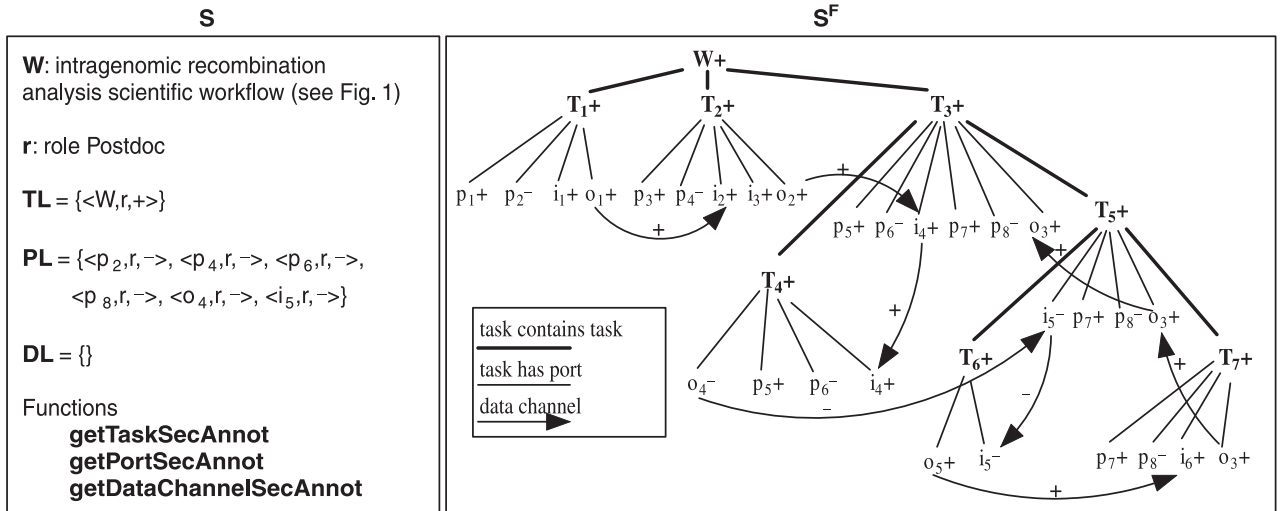 S
W: intragenomic recombination
analysis scientific workflow (see Fig. 1)
r: role Postdoc
TL = {<W,r,+>}
PL = {<p2,r,−>, <p4,r,−>, <p6,r,−>,
<p8,r,−>, <o4,r,−>, <i5,r,−>}
DL = {}
Functions
getTaskSecAnnot
getPortSecAnnot
getDataChannelSecAnnot
S^F
W+
T1+ T2+ T3+
p1+ p2− i1+ o1+ p3+ p4− i2+ i3+ o2+
+
+
p5+ p6− i4+ p7+ p8− o3+
T5+
+
T4+
+
o4− p5+ p6− i4+
−
i5− p7+ p8− o3+
−
+
T6+ T7+
o5+ i5−
p7+ p8− i6+ o3+
+
task contains task
task has port
data channel